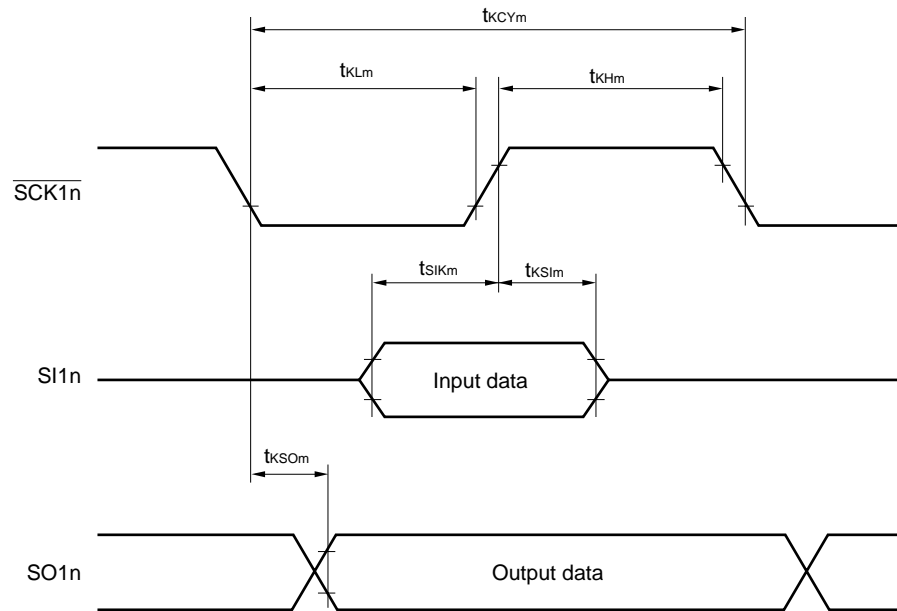 tKCYm
tKLm
tKHm
SCK1n
tSIKm
tKSIm
SI1n
Input data
tKSOm
SO1n
Output data